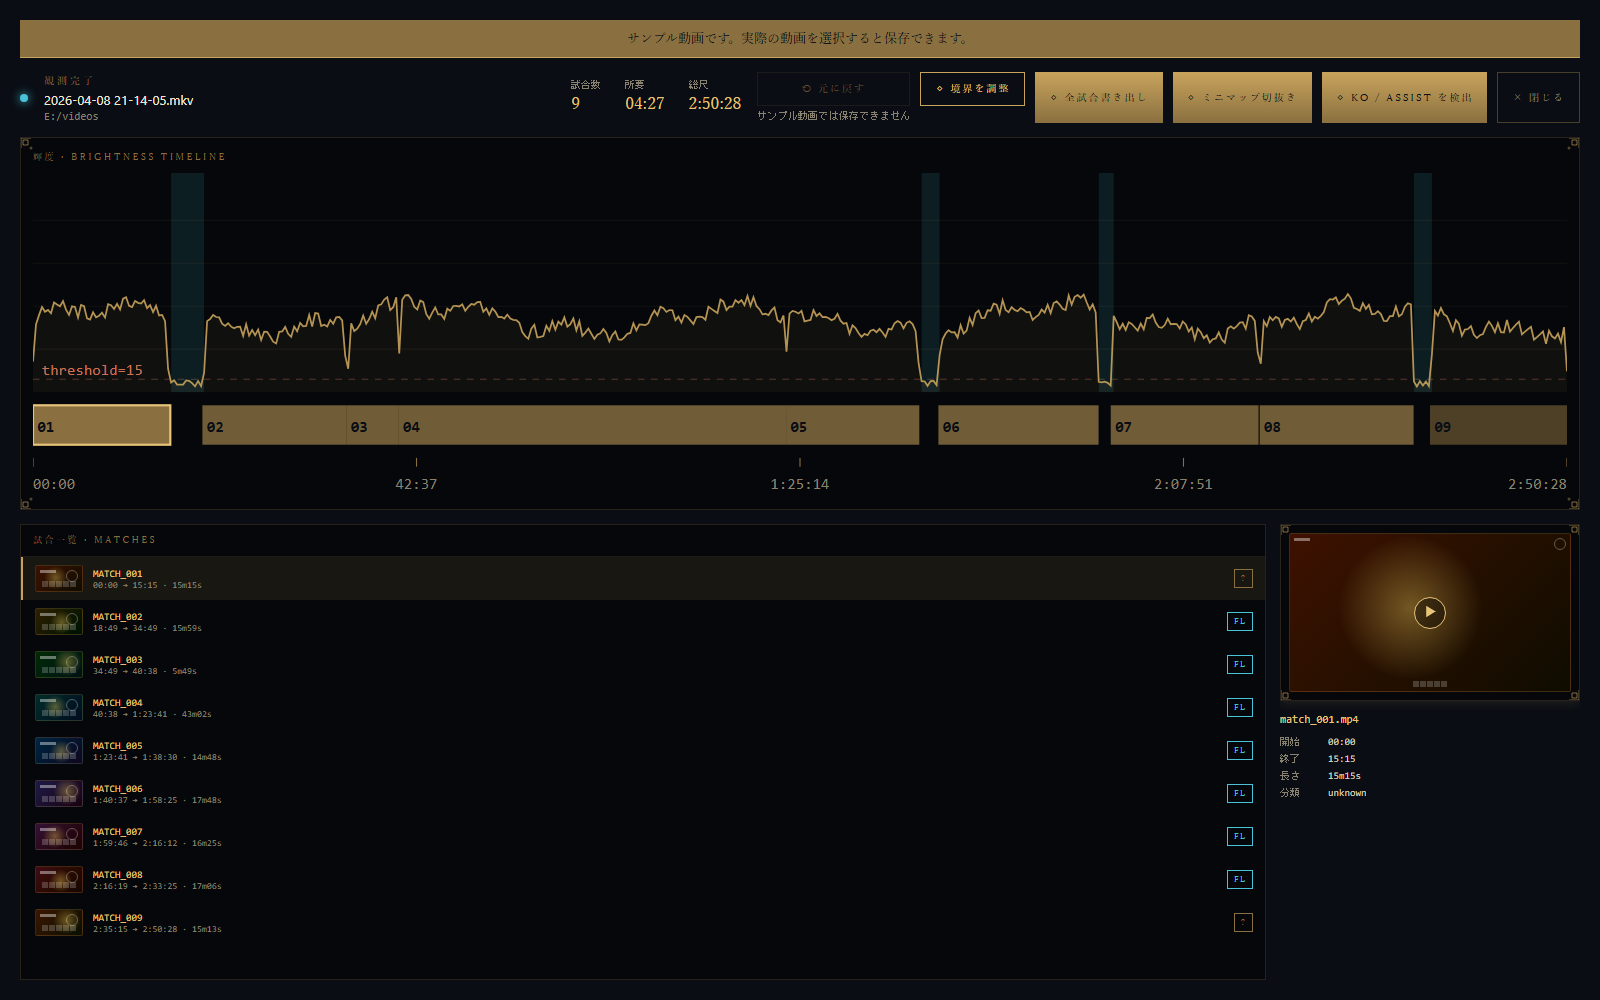 サンプル動画です。実際の動画を選択すると保存できます。
観測完了
2026-04-08 21-14-05.mkv
E:/videos
試合数
9
所要
04:27
総尺
2:50:28
元に戻す
サンプル動画では保存できません
境界を調整
全試合書き出し
ミニマップ切抜き
KO / ASSIST を検出
× 閉じる
輝度 · BRIGHTNESS TIMELINE
threshold=15
01 02 03 04 05 06 07 08 09
00:00 42:37 1:25:14 2:07:51 2:50:28
試合一覧 · MATCHES
MATCH_001
00:00 → 15:15 · 15m15s
?
MATCH_002
18:49 → 34:49 · 15m59s
FL
MATCH_003
34:49 → 40:38 · 5m49s
FL
MATCH_004
40:38 → 1:23:41 · 43m02s
FL
MATCH_005
1:23:41 → 1:38:30 · 14m48s
FL
MATCH_006
1:40:37 → 1:58:25 · 17m48s
FL
MATCH_007
1:59:46 → 2:16:12 · 16m25s
FL
MATCH_008
2:16:19 → 2:33:25 · 17m06s
FL
MATCH_009
2:35:15 → 2:50:28 · 15m13s
?
match_001.mp4
開始 00:00
終了 15:15
長さ 15m15s
分類 unknown